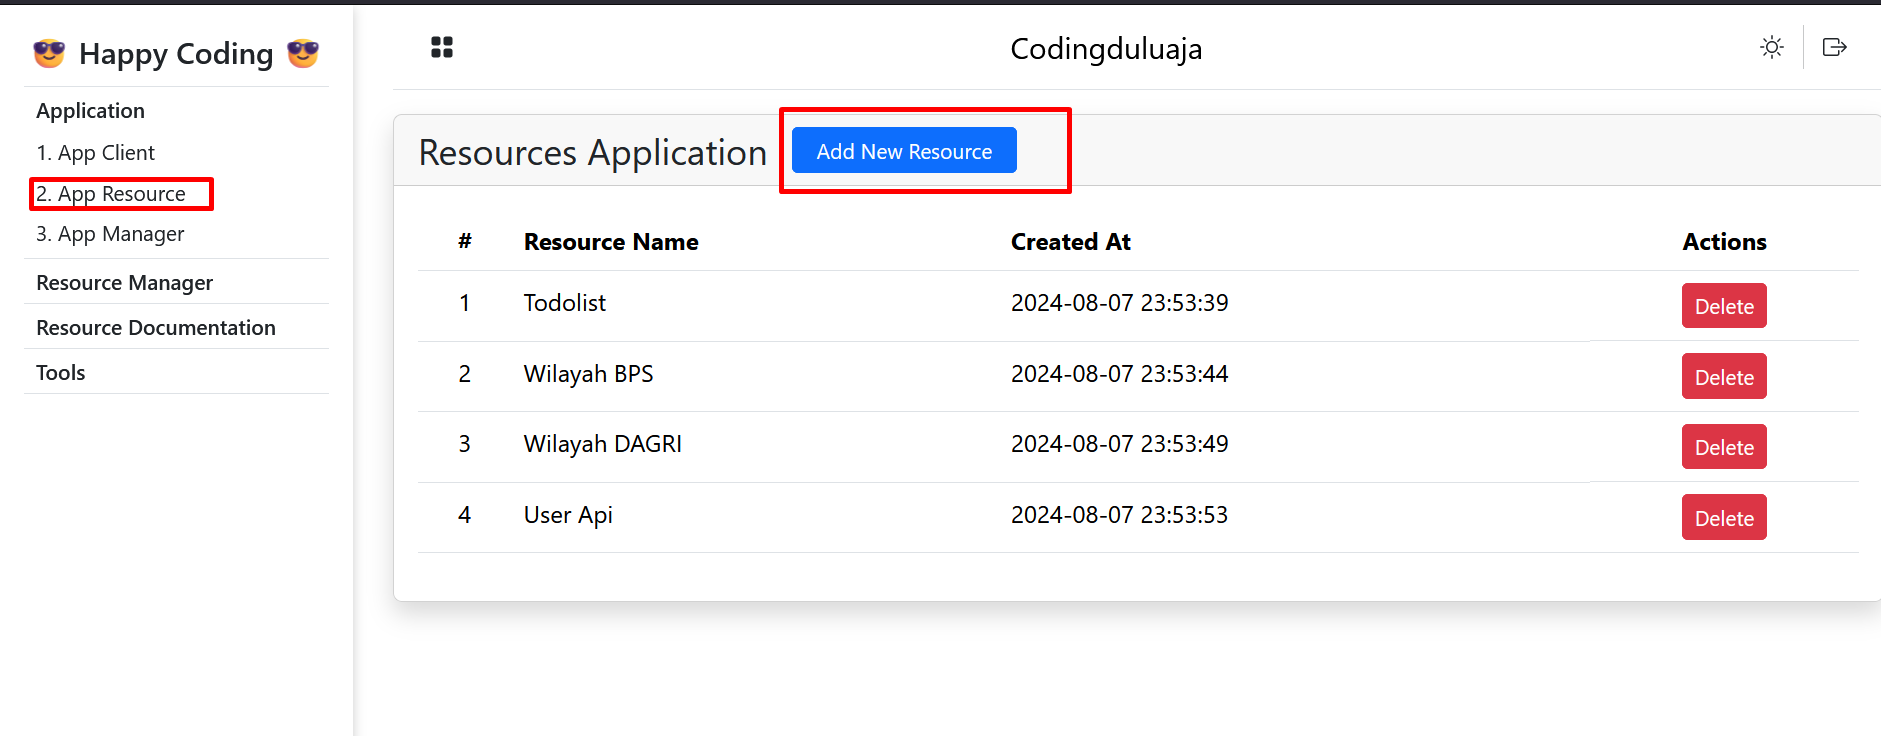 😎 Happy Coding 😎
Application
1. App Client
2. App Resource
3. App Manager
Resource Manager
Resource Documentation
Tools
Codingduluaja
Resources Application Add New Resource
# Resource Name Created At Actions
1 Todolist 2024-08-07 23:53:39 Delete
2 Wilayah BPS 2024-08-07 23:53:44 Delete
3 Wilayah DAGRI 2024-08-07 23:53:49 Delete
4 User Api 2024-08-07 23:53:53 Delete